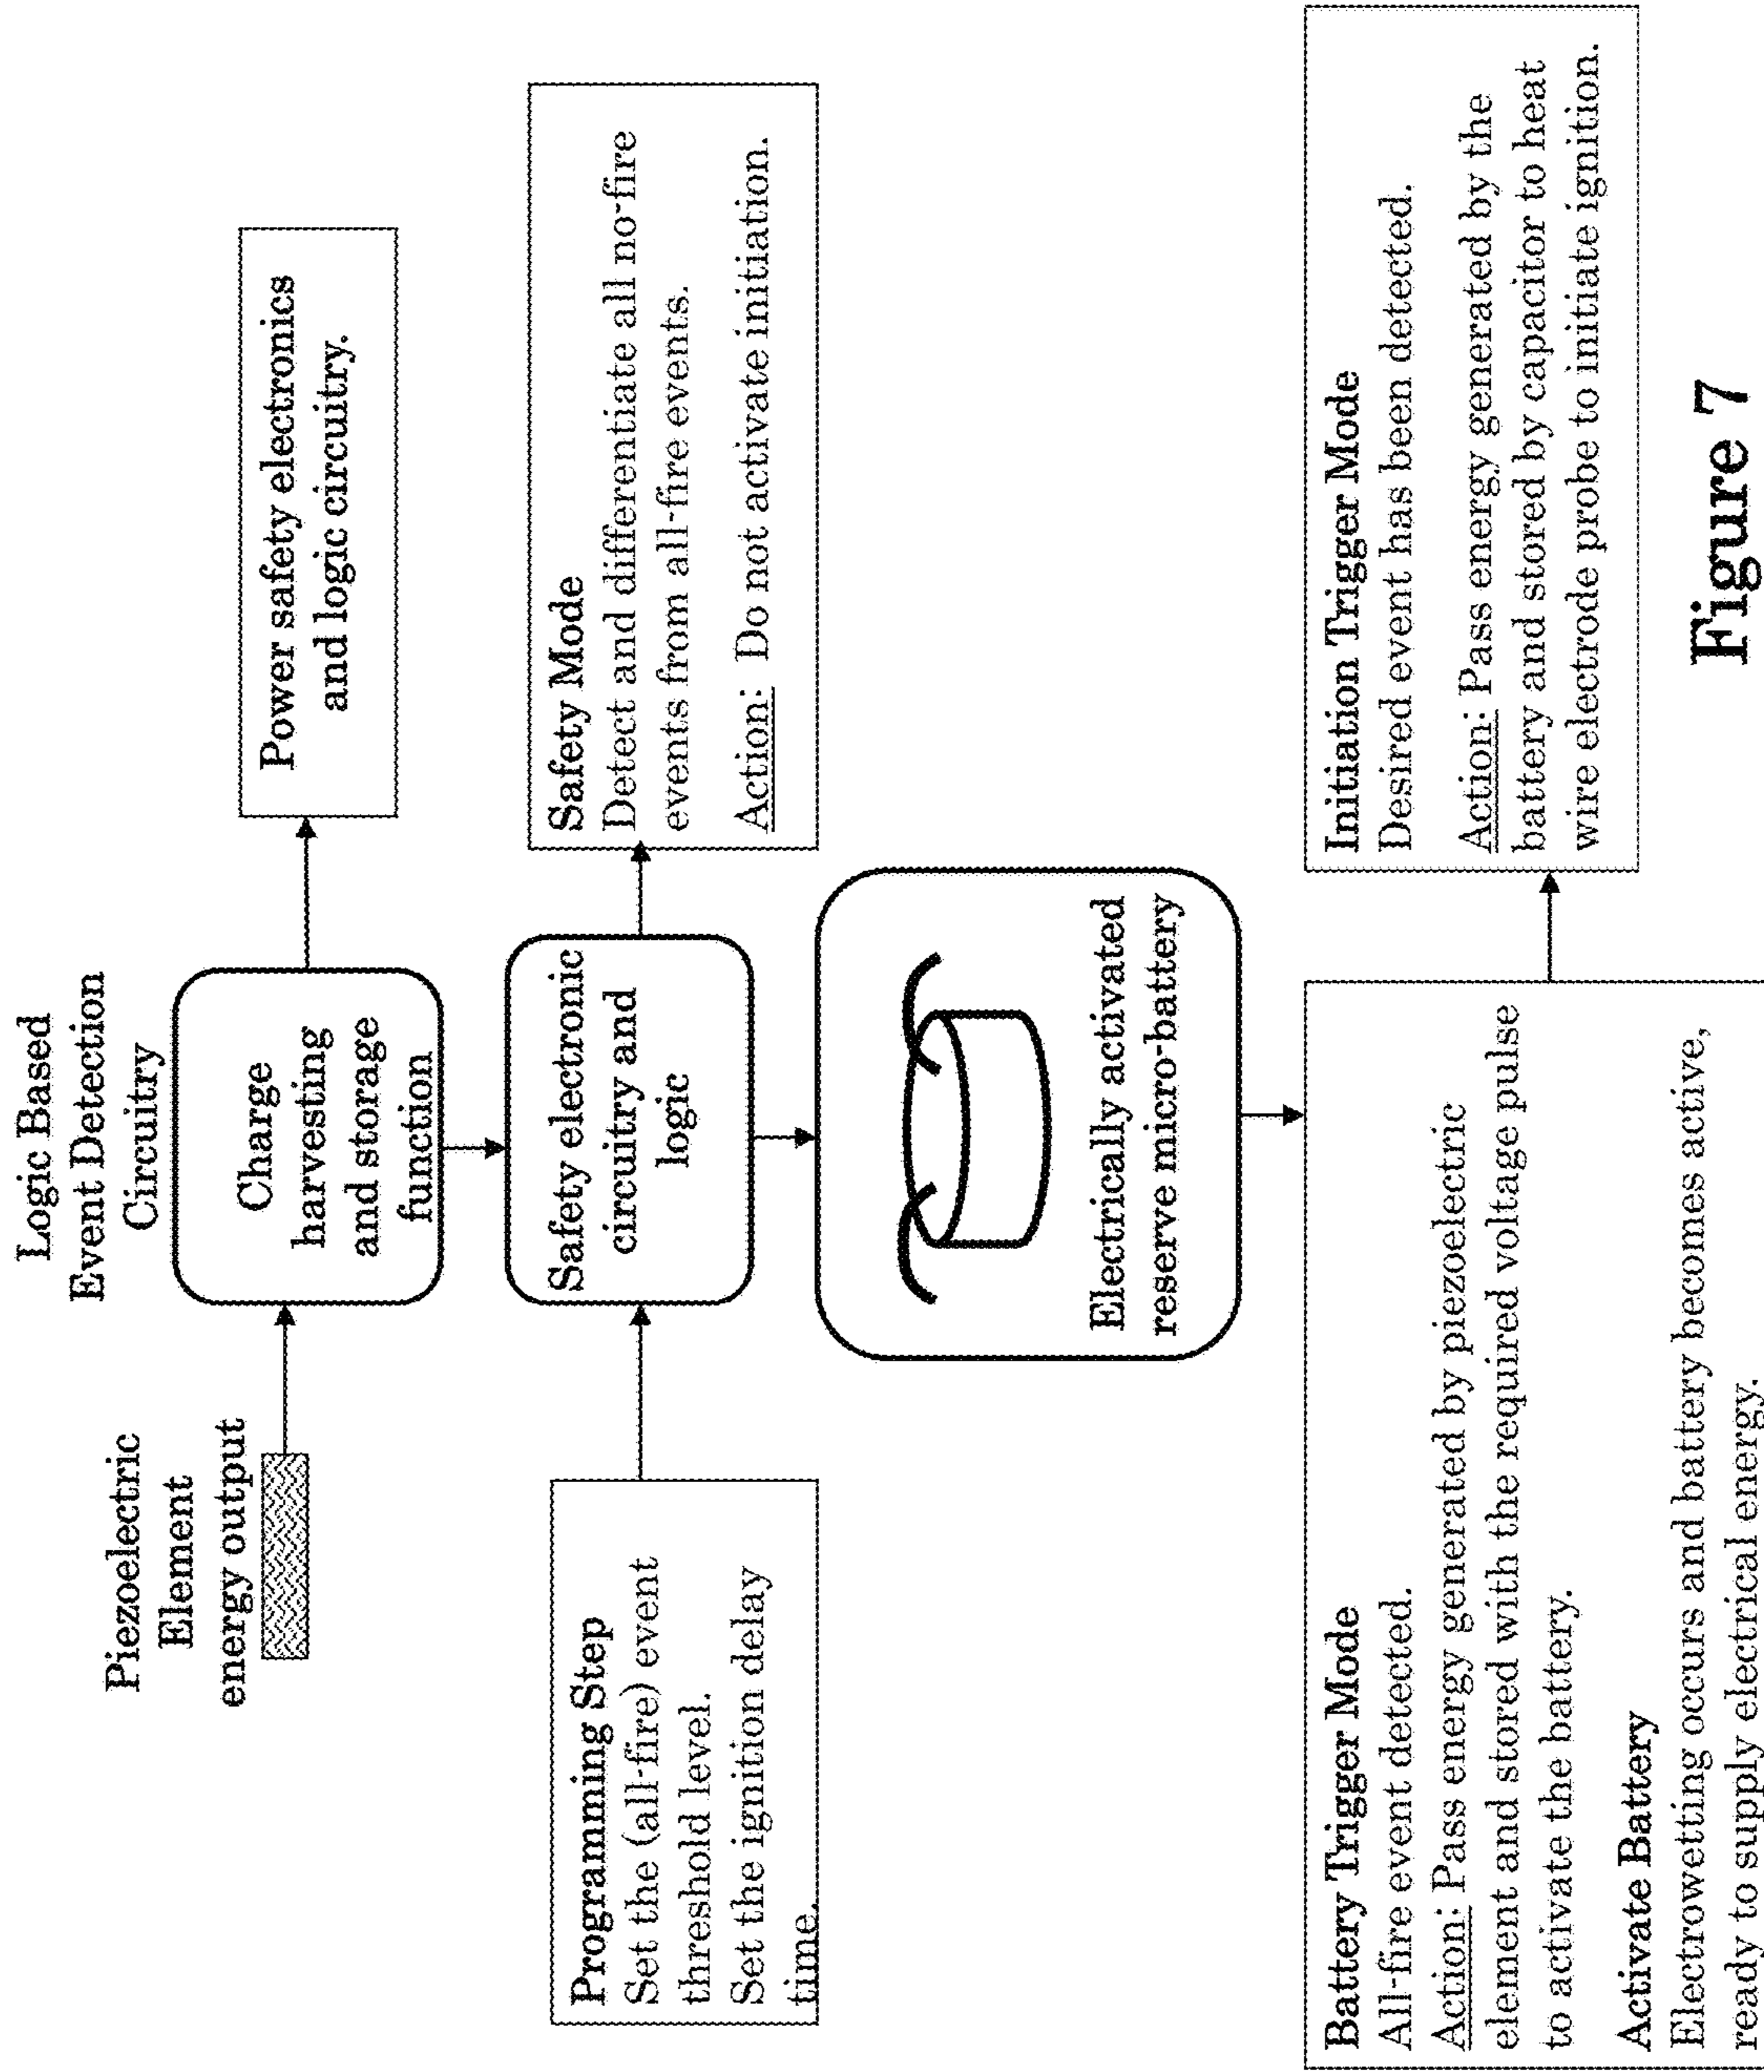 Logic Based
Event Detection
Circuitry
Piezoelectric
Element
energy output
Charge
harvesting
and storage
function
Power safety electronics
and logic circuitry.
Programming Step
Set the (all-fire) event
threshold level.
Set the ignition delay
time.
Safety electronic
circuitry and
logic
Safety Mode
Detect and differentiate all no-fire
events from all-fire events.
Action: Do not activate initiation.
Electrically activated
reserve micro-battery
Battery Trigger Mode
All-fire event detected.
Action: Pass energy generated by piezoelectric
element and stored with the required voltage pulse
to activate the battery.
Activate Battery
Electrowetting occurs and battery becomes active,
ready to supply electrical energy.
Initiation Trigger Mode
Desired event has been detected.
Action: Pass energy generated by the
battery and stored by capacitor to heat
wire electrode probe to initiate ignition.
Figure 7